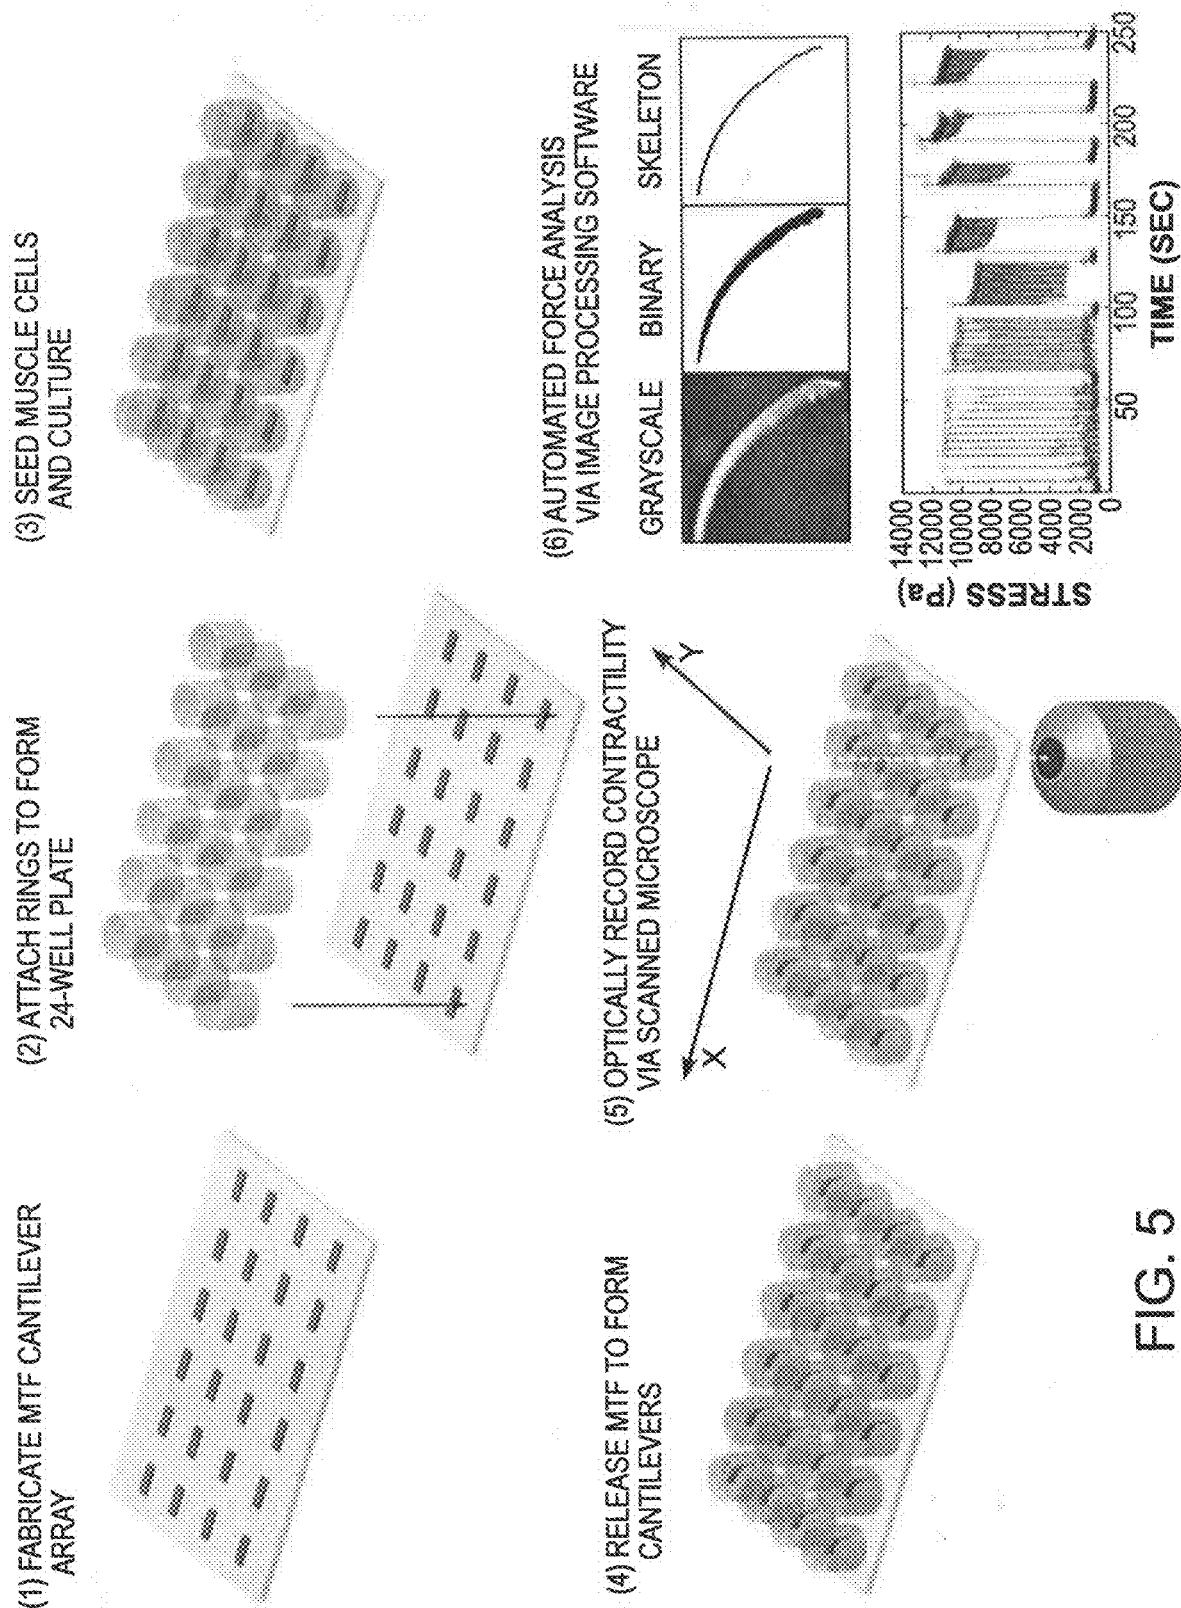 (1) FABRICATE MTF CANTILEVER
ARRAY
(2) ATTACH RINGS TO FORM
24-WELL PLATE
(3) SEED MUSCLE CELLS
AND CULTURE
(4) RELEASE MTF TO FORM
CANTILEVERS
(5) OPTICALLY RECORD CONTRACTILITY
VIA SCANNED MICROSCOPE
X
Y
(6) AUTOMATED FORCE ANALYSIS
VIA IMAGE PROCESSING SOFTWARE
GRAYSCALE BINARY SKELETON
STRESS (Pa)
14000
12000
10000
8000
6000
4000
2000
0
50 100 150 200 250
TIME (SEC)
FIG. 5